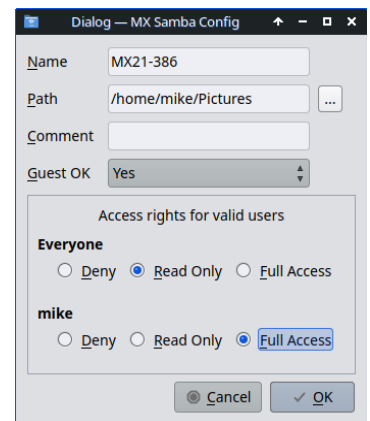 Dialog — MX Samba Config
Name MX21-386
Path /home/mike/Pictures ...
Comment
Guest OK Yes
Access rights for valid users
Everyone
Deny Read Only Full Access
mike
Deny Read Only Full Access
Cancel OK